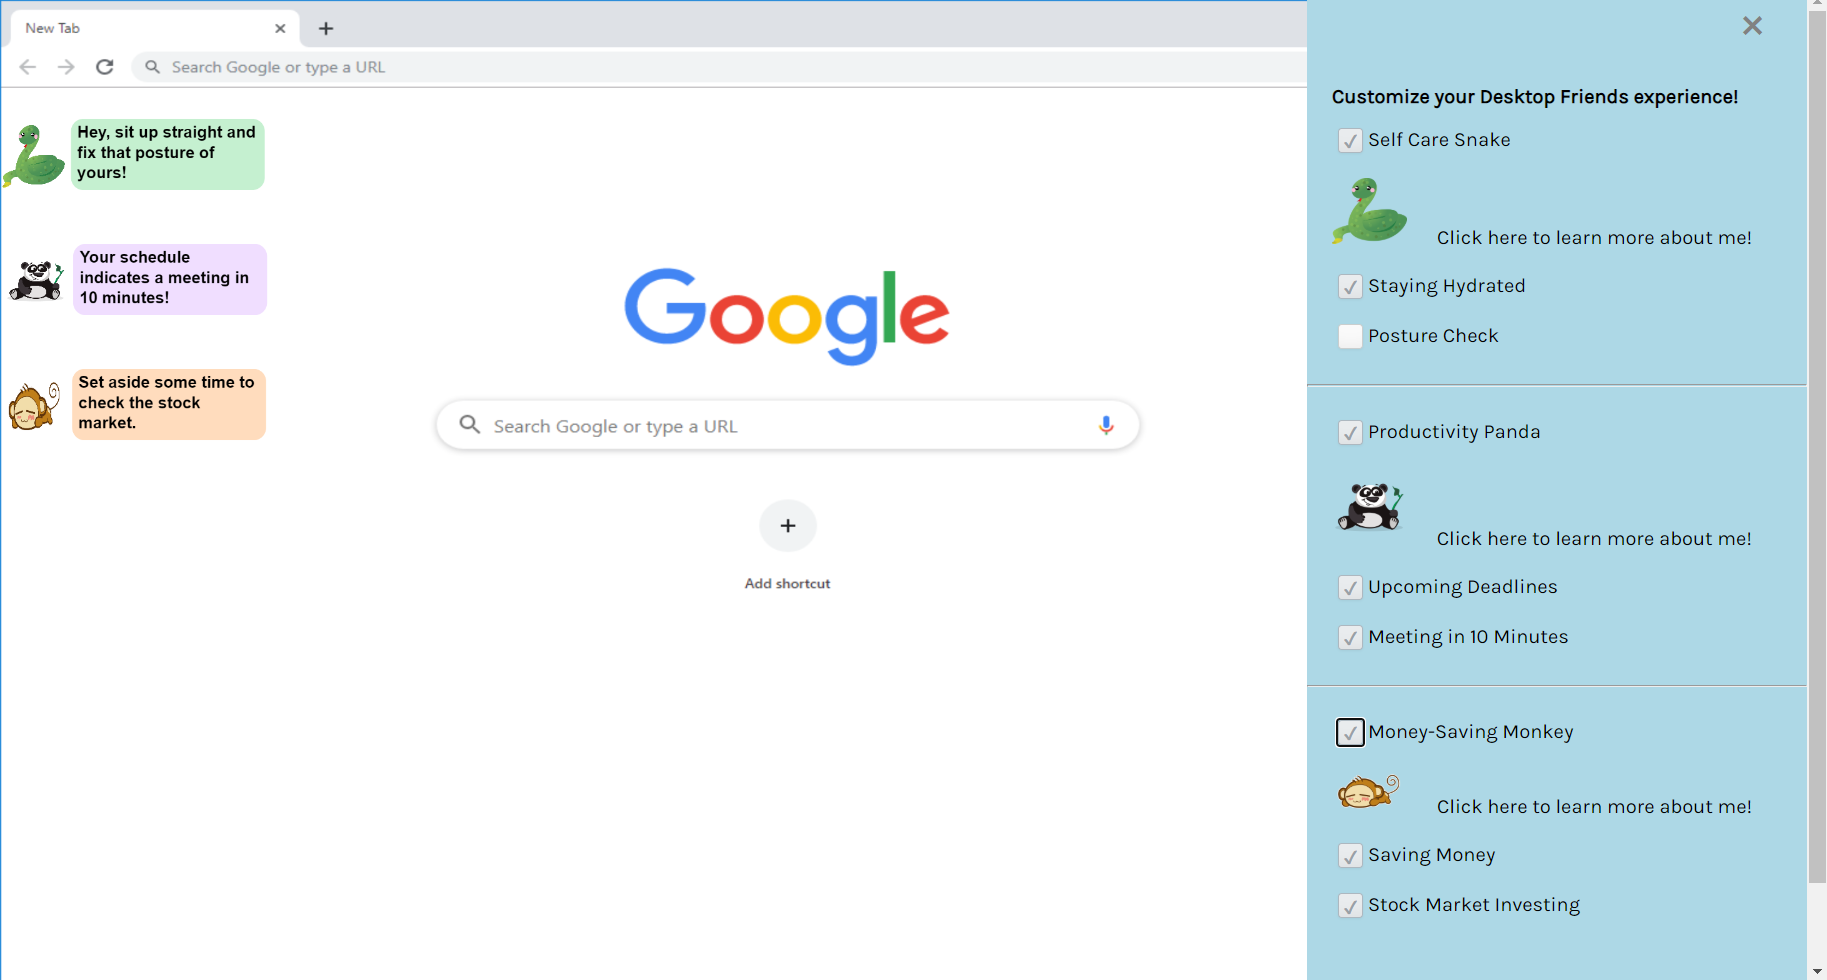 New Tab
Search Google or type a URL
Hey, sit up straight and
fix that posture of
yours!
Your schedule
indicates a meeting in
10 minutes!
Set aside some time to
check the stock
market.
Google
Search Google or type a URL
Add shortcut
Customize your Desktop Friends experience!
Self Care Snake
Click here to learn more about me!
Staying Hydrated
Posture Check
Productivity Panda
Click here to learn more about me!
Upcoming Deadlines
Meeting in 10 Minutes
Money-Saving Monkey
Click here to learn more about me!
Saving Money
Stock Market Investing